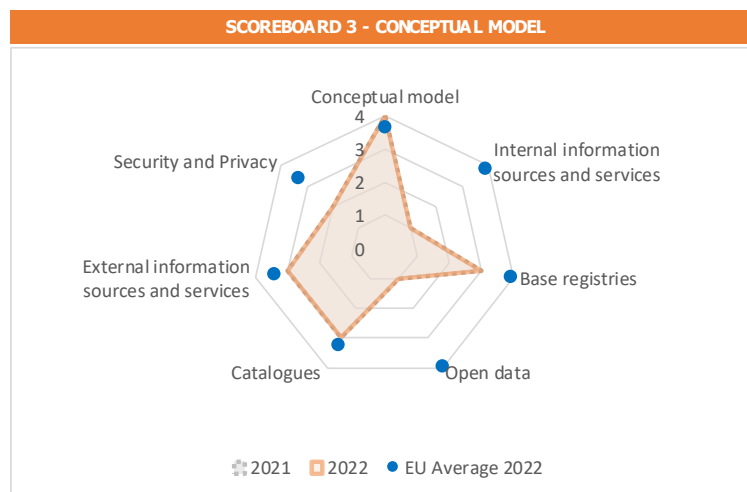 SCOREBOARD 3 - CONCEPTUAL MODEL
Conceptual model
4
3
2
1
0
Internal information
sources and services
Base registries
Open data
Catalogues
External information
sources and services
Security and Privacy
2021
2022
EU Average 2022